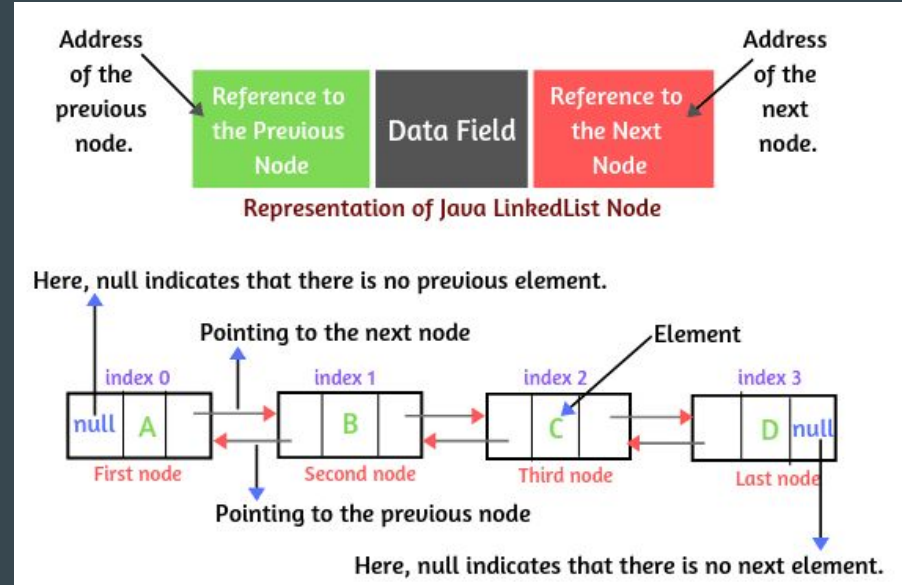 Address
of the
previous
node.
Reference to
the Previous
Node
Data Field
Reference to
the Next
Node
Address
of the
next
node.
Representation of Java LinkedList Node
Here, null indicates that there is no previous element.
Pointing to the next node
Element
index 0
index 1
index 2
index 3
null
A
B
C
D
null
First node
Second node
Third node
Last node
Pointing to the previous node
Here, null indicates that there is no next element.